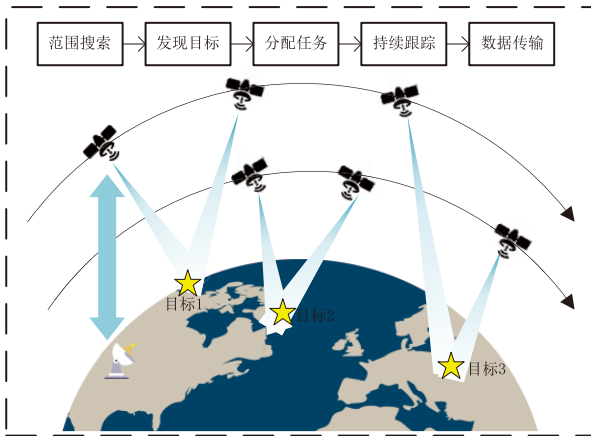 范围搜索
发现目标
分配任务
持续跟踪
数据传输
目标1
目标2
目标3